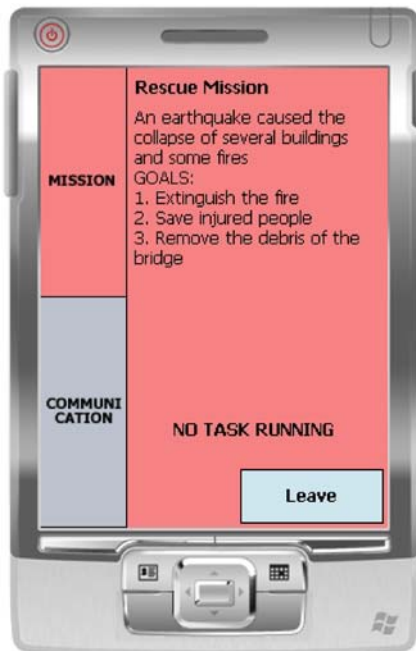 Rescue Mission
An earthquake caused the
collapse of several buildings
and some fires
GOALS:
1. Extinguish the fire
2. Save injured people
3. Remove the debris of the
bridge
MISSION
COMMUNI
CATION
NO TASK RUNNING
Leave